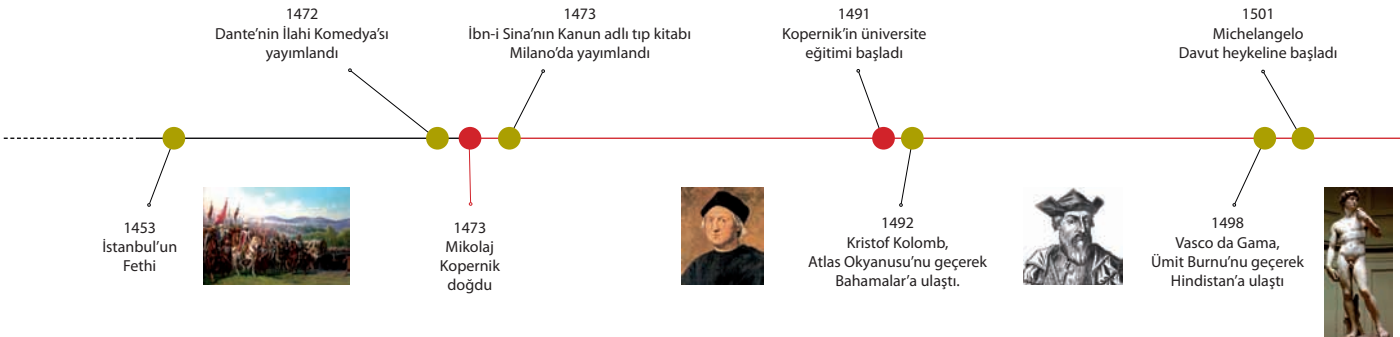 1472
Dante’nin İlahi Komedya’sı
yayımlandı
1473
İbn-i Sina’nın Kanun adlı tıp kitabı
Milano’da yayımlandı
1491
Kopernik’in üniversite
eğitimi başladı
1501
Michelangelo
Davut heykeline başladı
1453
İstanbul’un
Fethi
1473
Mikolaj
Kopernik
doğdu
1492
Kristof Kolomb,
Atlas Okyanusu’nu geçerek
Bahamalar’a ulaştı.
1498
Vasco da Gama,
Ümit Burnu’nu geçerek
Hindistan’a ulaştı